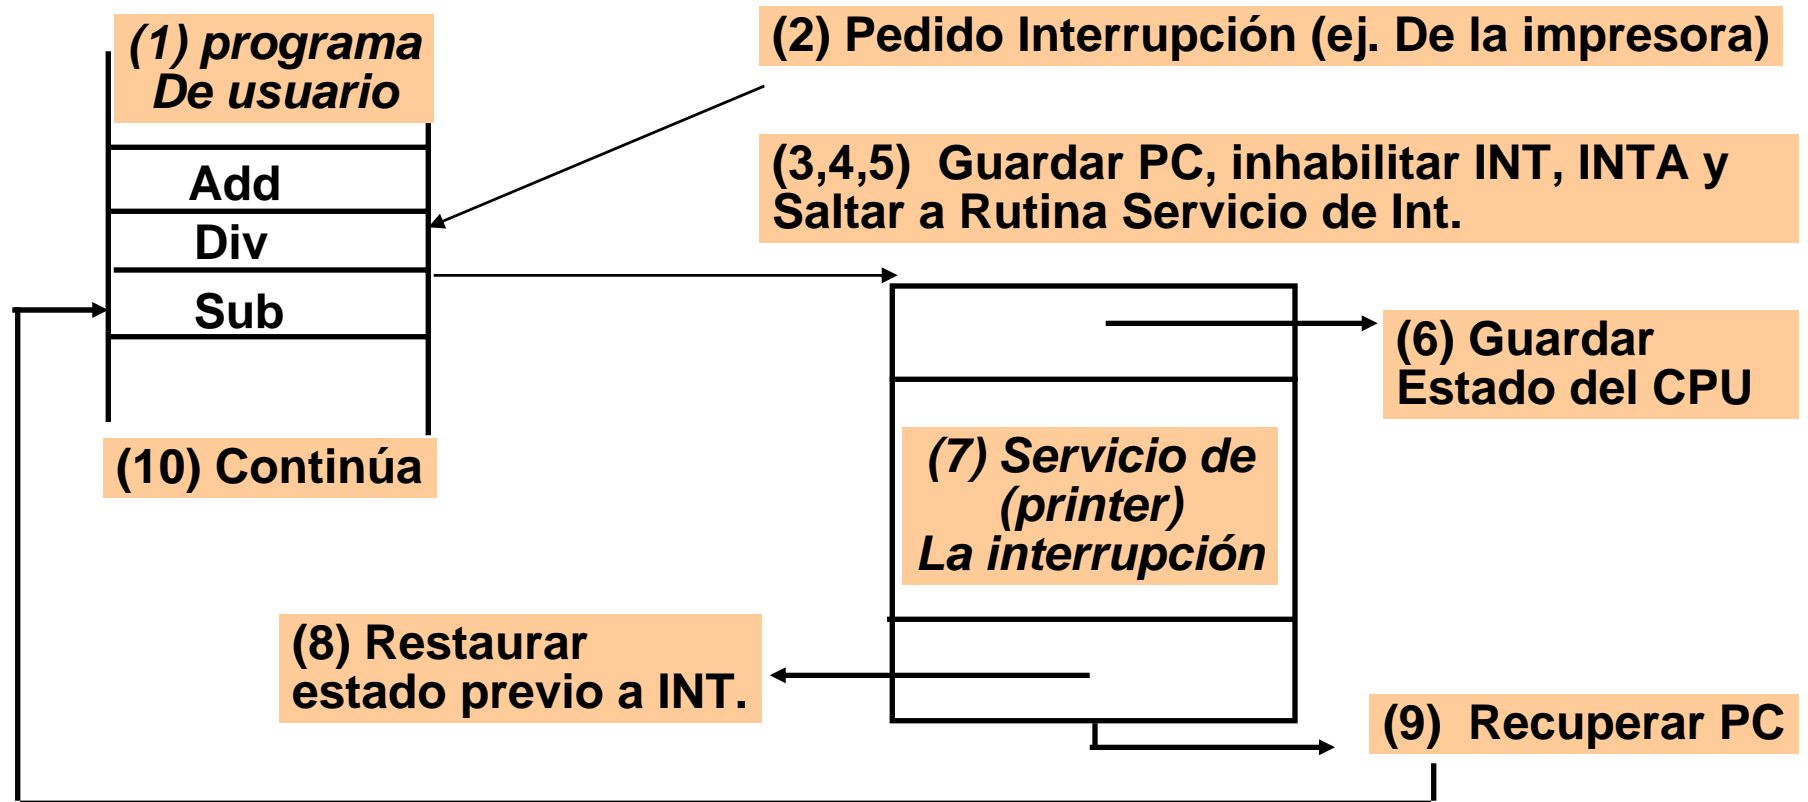 (1) programa
De usuario
(2) Pedido Interrupción (ej. De la impresora)
(3,4,5) Guardar PC, inhabilitar INT, INTA y
Saltar a Rutina Servicio de Int.
Add
Div
Sub
(6) Guardar
Estado del CPU
(10) Continúa
(7) Servicio de
(printer)
La interrupción
(8) Restaurar
estado previo a INT.
(9) Recuperar PC